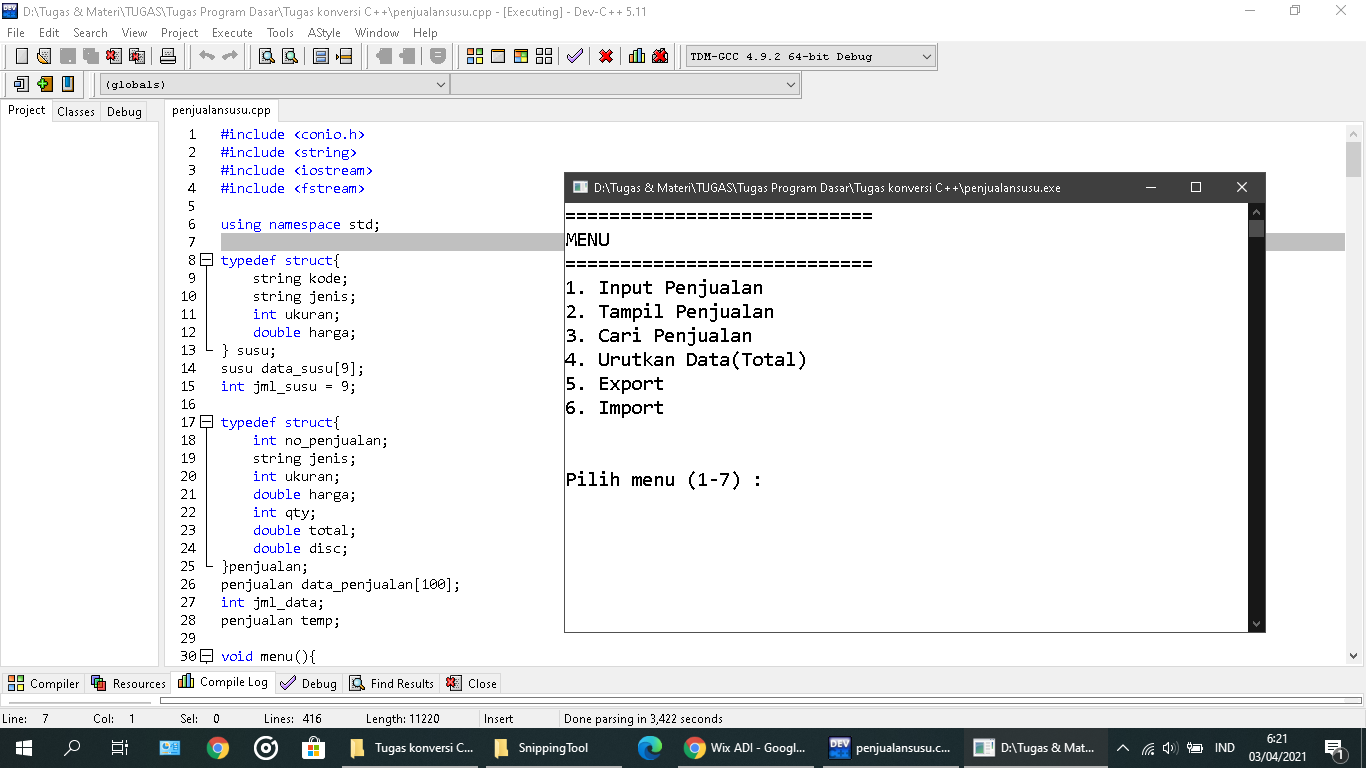 D:\Tugas & Materi\TUGAS\Tugas Program Dasar\Tugas konversi C++\penjualansusu.cpp - [Executing] - Dev-C++ 5.11
File Edit Search View Project Execute Tools AStyle Window Help
TDM-GCC 4.9.2 64-bit Debug
(globals)
Project Classes Debug
penjualansusu.cpp
1 #include <conio.h>
2 #include <string>
3 #include <iostream>
4 #include <fstream>
5
6 using namespace std;
7
8 typedef struct{
9 string kode;
10 string jenis;
11 int ukuran;
12 double harga;
13 } susu;
14 susu data_susu[9];
15 int jml_susu = 9;
16
17 typedef struct{
18 int no_penjualan;
19 string jenis;
20 int ukuran;
21 double harga;
22 int qty;
23 double total;
24 double disc;
25 }penjualan;
26 penjualan data_penjualan[100];
27 int jml_data;
28 penjualan temp;
29
30 void menu(){
D:\Tugas & Materi\TUGAS\Tugas Program Dasar\Tugas konversi C++\penjualansusu.exe
============================
MENU
============================
1. Input Penjualan
2. Tampil Penjualan
3. Cari Penjualan
4. Urutkan Data(Total)
5. Export
6. Import
Pilih menu (1-7) :
Compiler Resources Compile Log Debug Find Results Close
Line: 7 Col: 1 Sel: 0 Lines: 416 Length: 11220 Insert Done parsing in 3,422 seconds
Tugas konversi C... SnippingTool Wix ADI - Googl... DEV penjualansusu.c... D:\Tugas & Mat... IND 6:21
03/04/2021 1